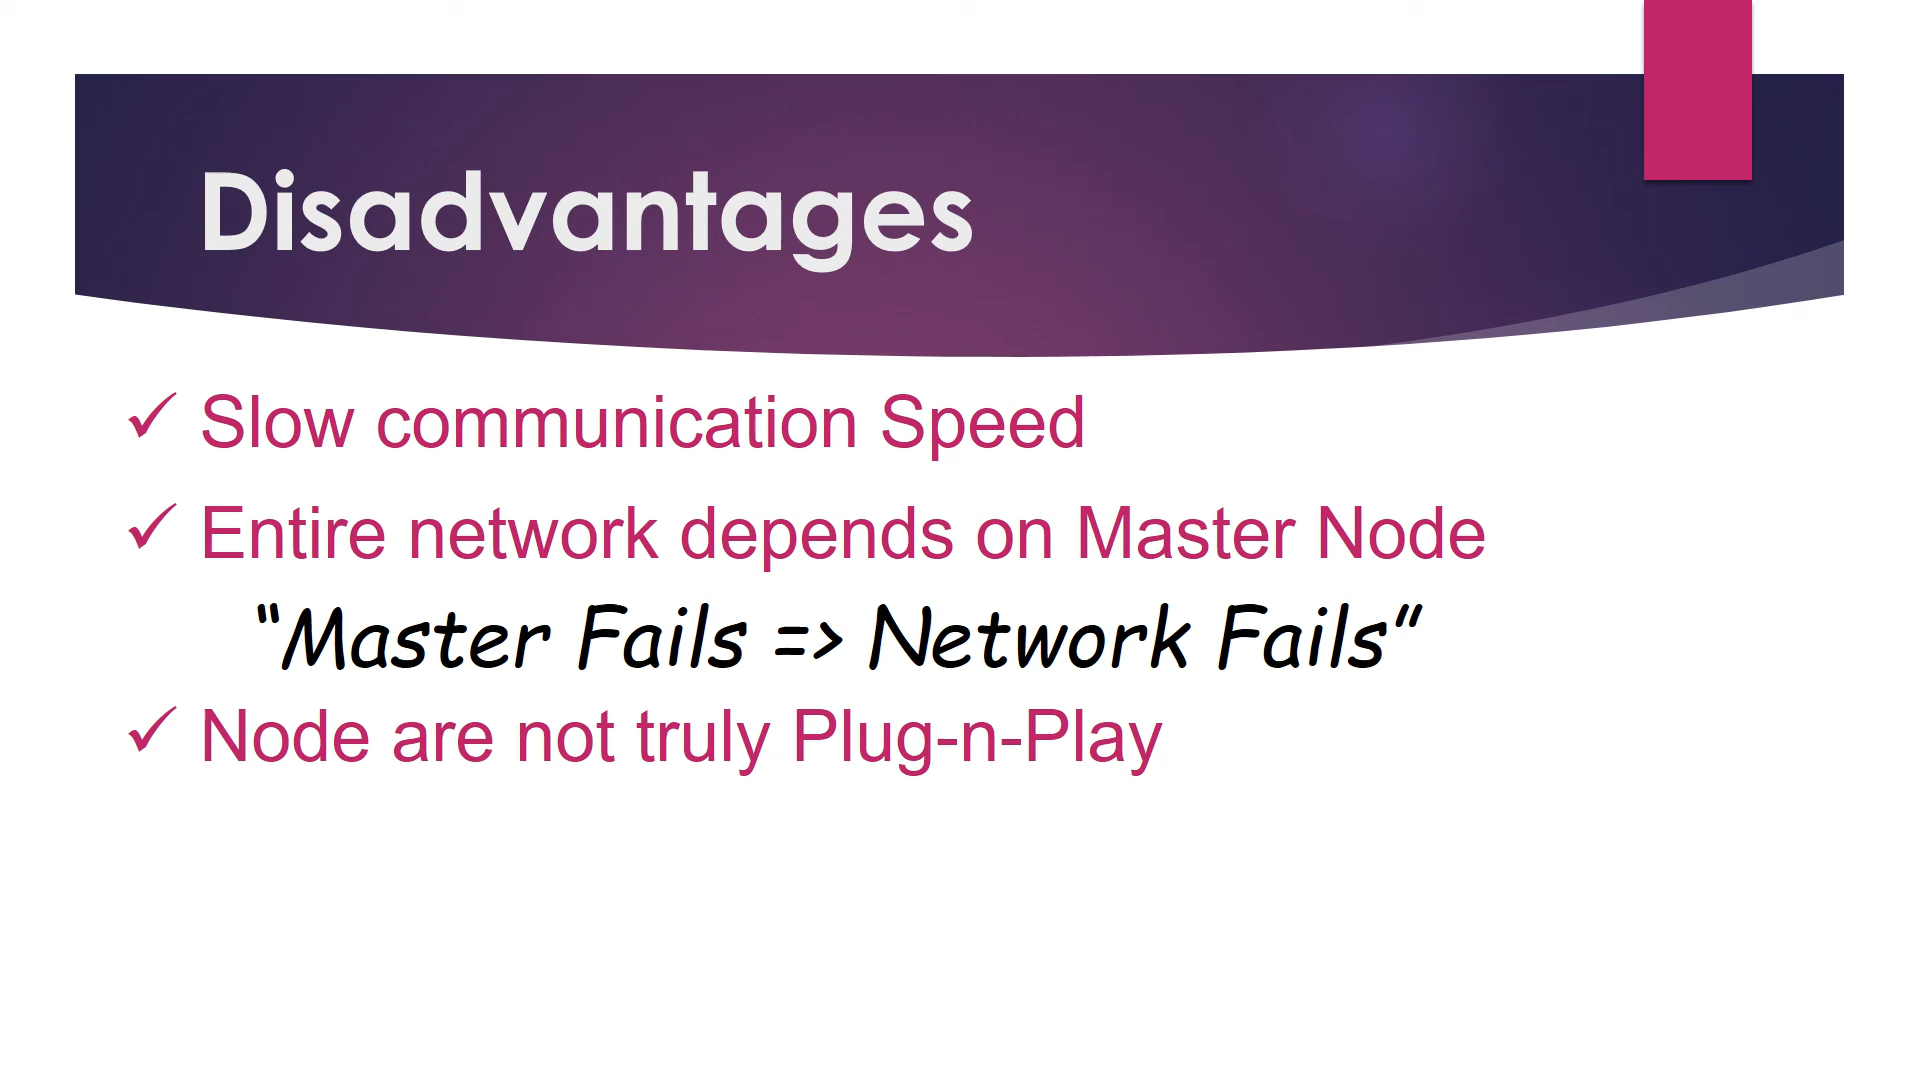 Disadvantages
✓ Slow communication Speed
✓ Entire network depends on Master Node
“Master Fails => Network Fails”
✓ Node are not truly Plug-n-Play